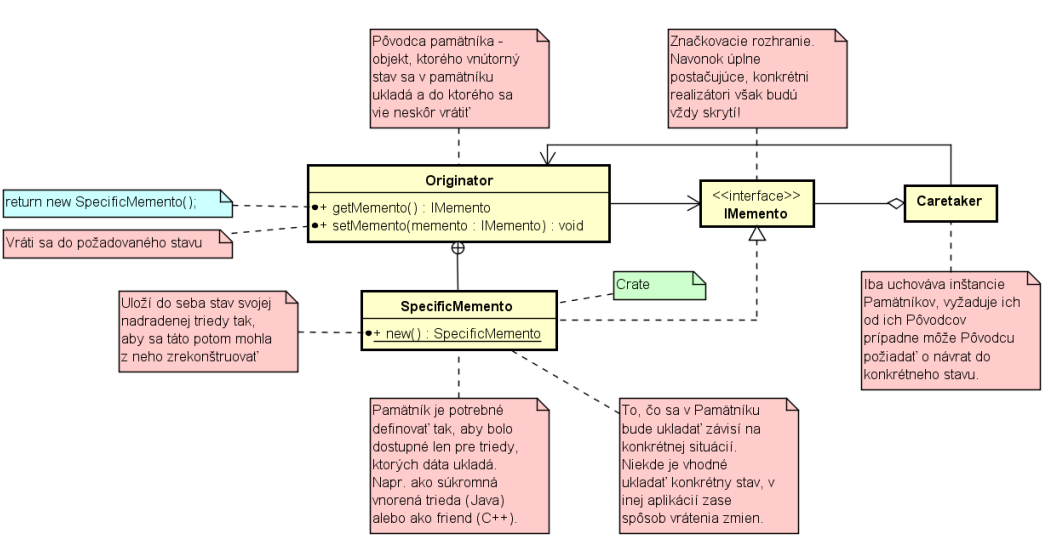 Pôvodca pamätníka -
objekt, ktorého vnútorný
stav sa v pamätníku
ukladá a do ktorého sa
vie neskôr vrátiť
Značkovacie rozhranie.
Navonok úplne
postačujúce, konkrétni
realizátori však budú
vždy skrytí!
Originator
+ getMemento() : IMemento
+ setMemento(memento : IMemento) : void
return new SpecificMemento();
Vráti sa do požadovaného stavu
<<interface>>
IMemento
Caretaker
SpecificMemento
+ new() : SpecificMemento
Crate
Uloží do seba stav svojej
nadradenej triedy tak,
aby sa táto potom mohla
z neho zrekonštruovať
Iba uchováva inštancie
Pamätníkov, vyžaduje ich
od ich Pôvodcov
prípadne môže Pôvodcu
požiadať o návrat do
konkrétneho stavu.
Pamätník je potrebné
definovať tak, aby bolo
dostupné len pre triedy,
ktorých dáta ukladá.
Napr. ako súkromná
vnorená trieda (Java)
alebo ako friend (C++).
To, čo sa v Pamätníku
bude ukladať závisí na
konkrétnej situácií.
Niekde je vhodné
ukladať konkrétny stav, v
inej aplikácií zase
spôsob vrátenia zmien.